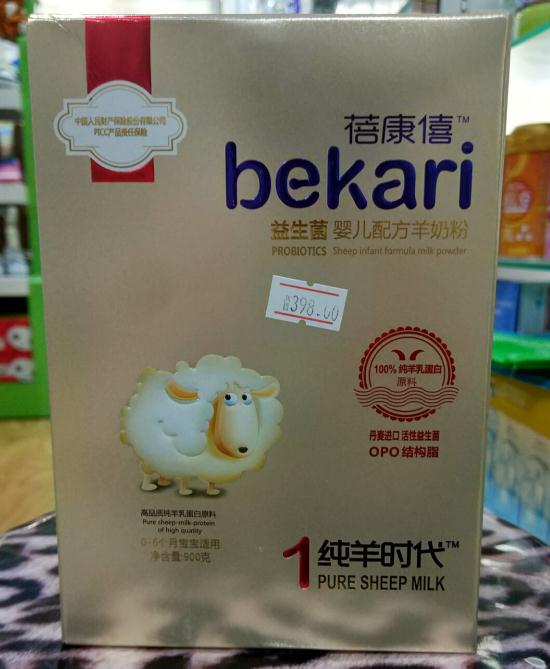 中国人民财产保险股份有限公司
PICC产品责任保险
蓓康僖™
bekari
益生菌 婴儿配方羊奶粉
PROBIOTICS Sheep infant formula milk powder
398.00
100% 纯羊乳蛋白
原料
丹麦进口 活性益生菌
OPO结构脂
高品质纯羊乳蛋白原料
Pure sheep-milk-protein
of high quatity
0-6个月宝宝适用
净含量:900克
1 纯羊时代™
PURE SHEEP MILK